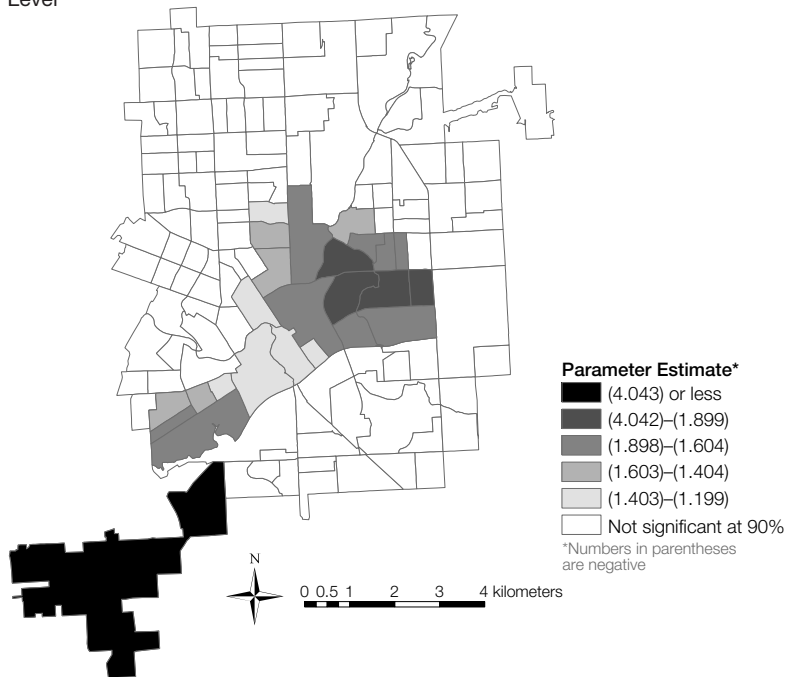 Level
Parameter Estimate*
(4.043) or less
(4.042)–(1.899)
(1.898)–(1.604)
(1.603)–(1.404)
(1.403)–(1.199)
Not significant at 90%
*Numbers in parentheses
are negative
N
0 0.5 1 2 3 4 kilometers